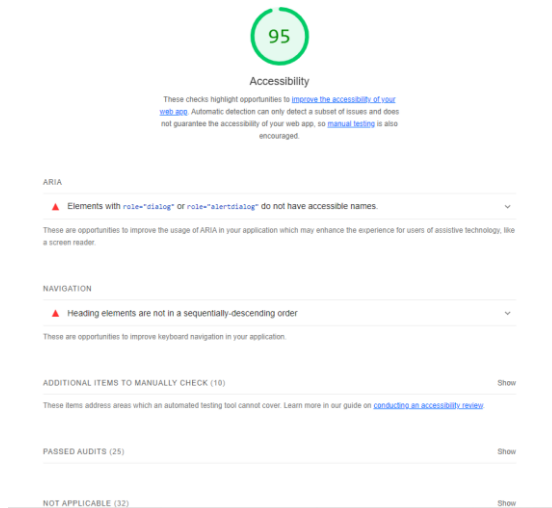 95
Accessibility
These checks highlight opportunities to improve the accessibility of your
web app. Automatic detection can only detect a subset of issues and does
not guarantee the accessibility of your web app, so manual testing is also
encouraged.
ARIA
Elements with role="dialog" or role="alertdialog" do not have accessible names.
These are opportunities to improve the usage of ARIA in your application which may enhance the experience for users of assistive technology, like
a screen reader.
NAVIGATION
Heading elements are not in a sequentially-descending order
These are opportunities to improve keyboard navigation in your application.
ADDITIONAL ITEMS TO MANUALLY CHECK (10) Show
These items address areas which an automated testing tool cannot cover. Learn more in our guide on conducting an accessibility review.
PASSED AUDITS (25) Show
NOT APPLICABLE (32) Show